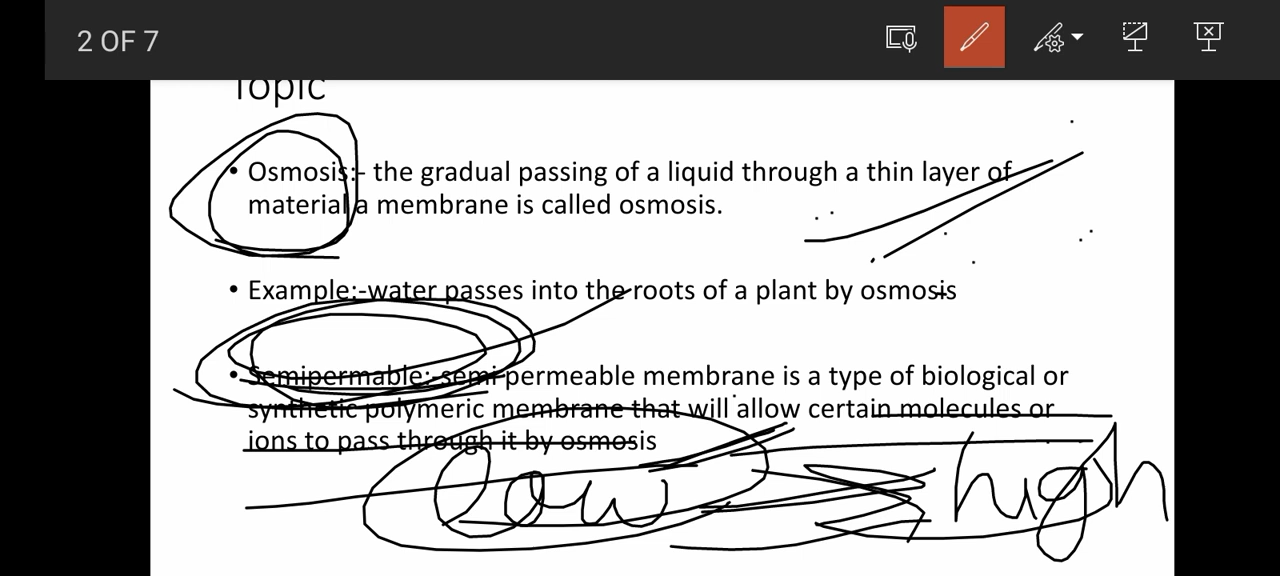 2 OF 7
Topic
• Osmosis:- the gradual passing of a liquid through a thin layer of
material a membrane is called osmosis.
• Example:-water passes into the roots of a plant by osmosis
• Semipermable:-semi-permeable membrane is a type of biological or
synthetic polymeric membrane that will allow certain molecules or
ions to pass through it by osmosis
low high